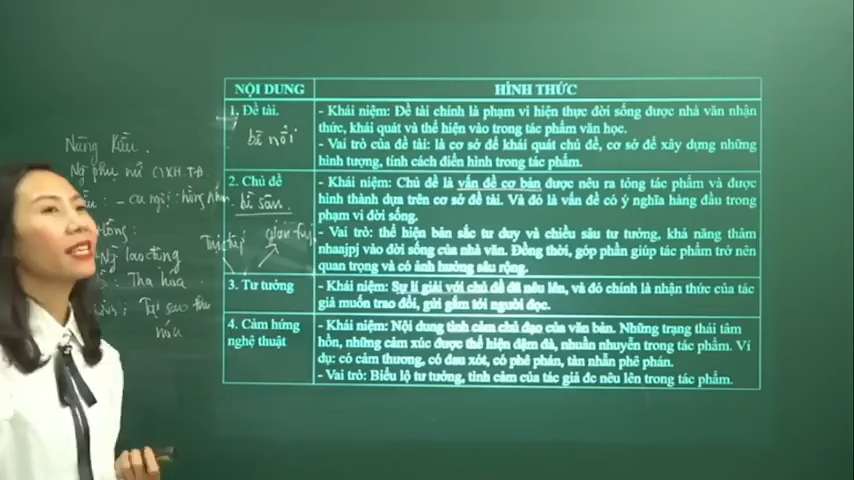 NỘI DUNG
HÌNH THỨC
1. Đề tài.
bề nổi
- Khái niệm: Đề tài chính là phạm vi hiện thực đời sống được nhà văn nhận
thức, khái quát và thể hiện vào trong tác phẩm văn học.
- Vai trò của đề tài: là cơ sở để khái quát chủ đề, cơ sở để xây dựng những
hình tượng, tính cách điển hình trong tác phẩm.
2. Chủ đề
bề sâu.
- Khái niệm: Chủ đề là vấn đề cơ bản được nêu ra tỏng tác phẩm và được
hình thành dựa trên cơ sở đề tài. Và đó là vấn đề có ý nghĩa hàng đầu trong
phạm vi đời sống.
- Vai trò: thể hiện bản sắc tư duy và chiều sâu tư tưởng, khả năng thâm
nhaajpj vào đời sống của nhà văn. Đồng thời, góp phần giúp tác phẩm trở nên
quan trọng và có ảnh hưởng sâu rộng.
3. Tư tưởng
- Khái niệm: Sự lí giải với chủ đề đã nêu lên, và đó chính là nhận thức của tác
giả muốn trao đổi, gửi gắm tới người đọc.
4. Cảm hứng
nghệ thuật
- Khái niệm: Nội dung tình cảm chủ đạo của văn bản. Những trạng thái tâm
hồn, những cảm xúc được thể hiện đậm đà, nhuần nhuyễn trong tác phẩm. Ví
dụ: có cảm thương, có đau xót, có phê phán, tàn nhẫn phê phán.
- Vai trò: Biểu lộ tư tưởng, tình cảm của tác giả đc nêu lên trong tác phẩm.
Trực tiếp
gián tiếp